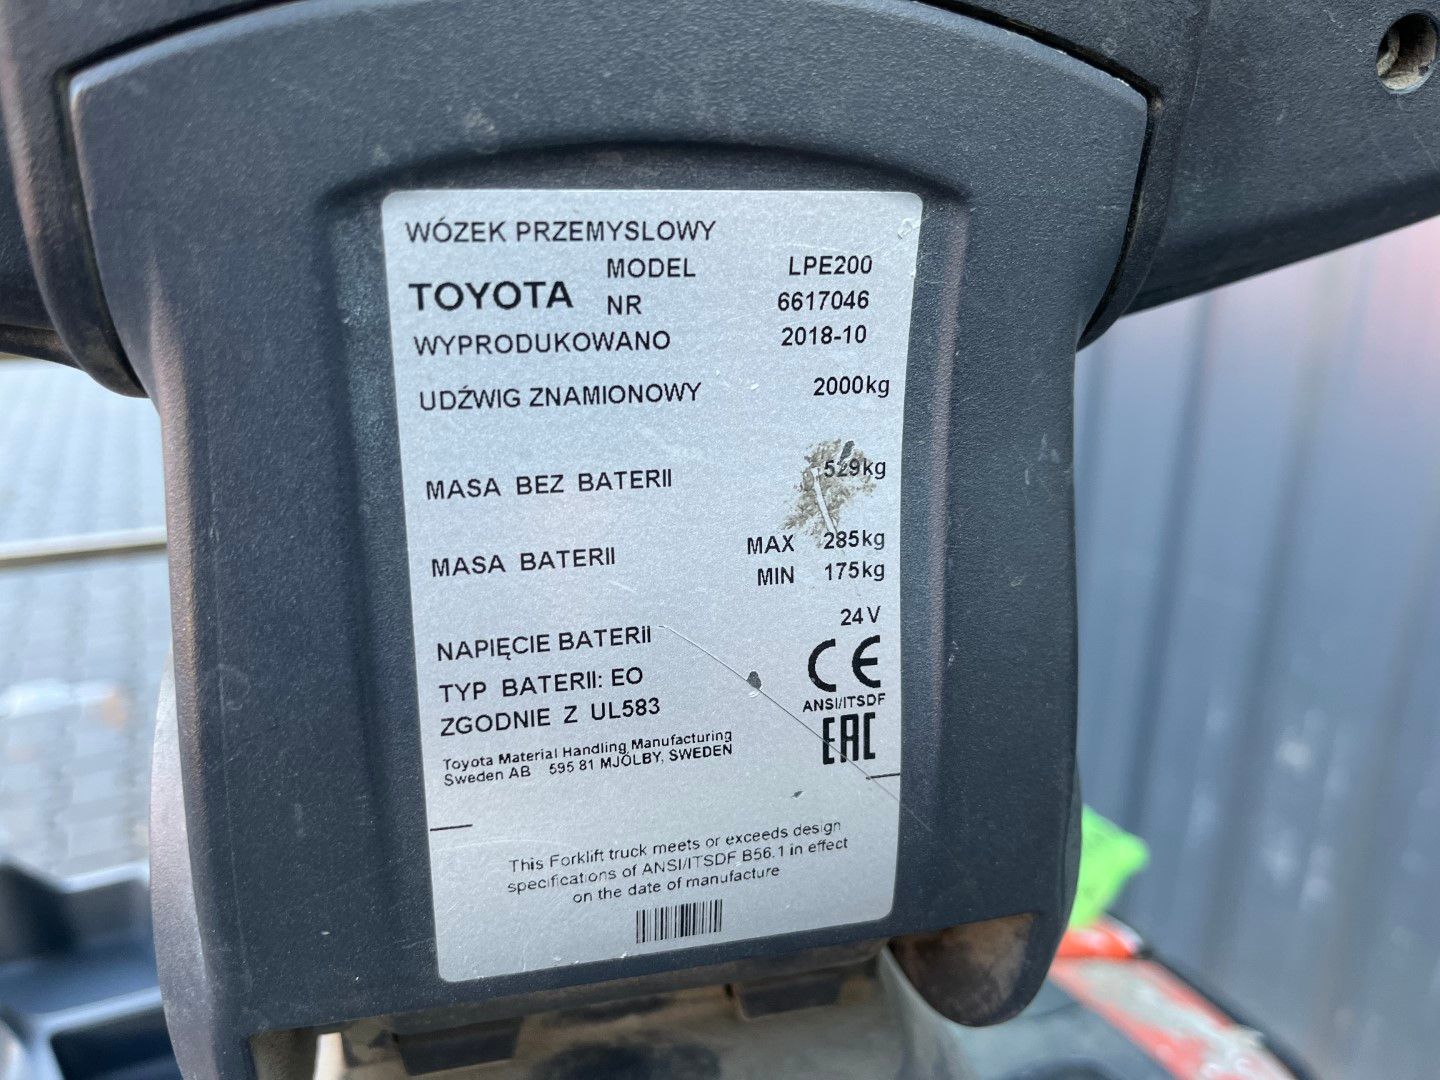 WÓZEK PRZEMYSLOWY
TOYOTA MODEL LPE200
NR 6617046
WYPRODUKOWANO 2018-10
UDŹWIG ZNAMIONOWY 2000kg
MASA BEZ BATERII 529kg
MASA BATERII MAX 285kg
MIN 175kg
NAPIĘCIE BATERII 24V
TYP BATERII: EO
ZGODNIE Z UL583
CE
ANSI/ITSDF
EAC
Toyota Material Handling Manufacturing
Sweden AB 595 81 MJÖLBY, SWEDEN
This Forklift truck meets or exceeds design
specifications of ANSI/ITSDF B56.1 in effect
on the date of manufacture